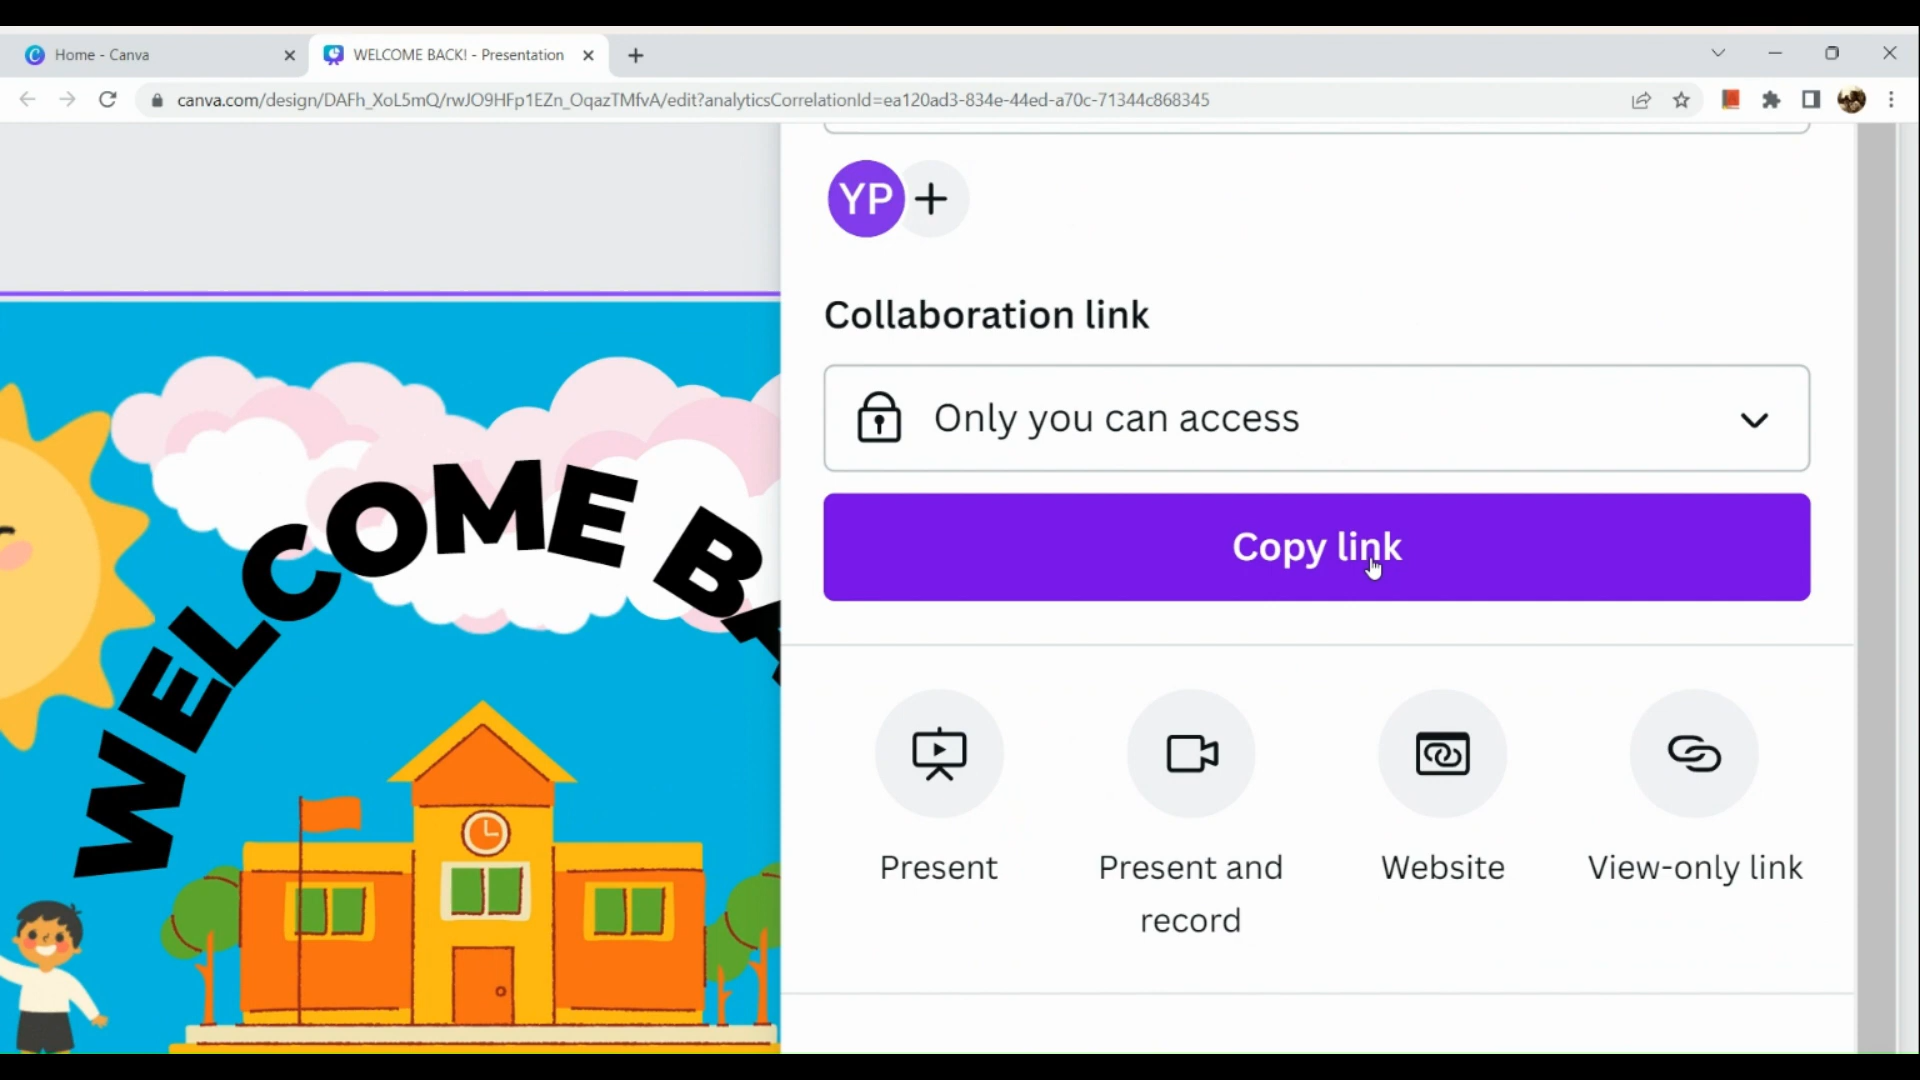 Home - Canva
WELCOME BACK! - Presentation
canva.com/design/DAFh_XoL5mQ/rwJO9HFp1EZn_OqazTMfvA/edit?analyticsCorrelationId=ea120ad3-834e-44ed-a70c-71344c868345
YP
Collaboration link
Only you can access
Copy link
WELCOME BA
Present
Present and
record
Website
View-only link